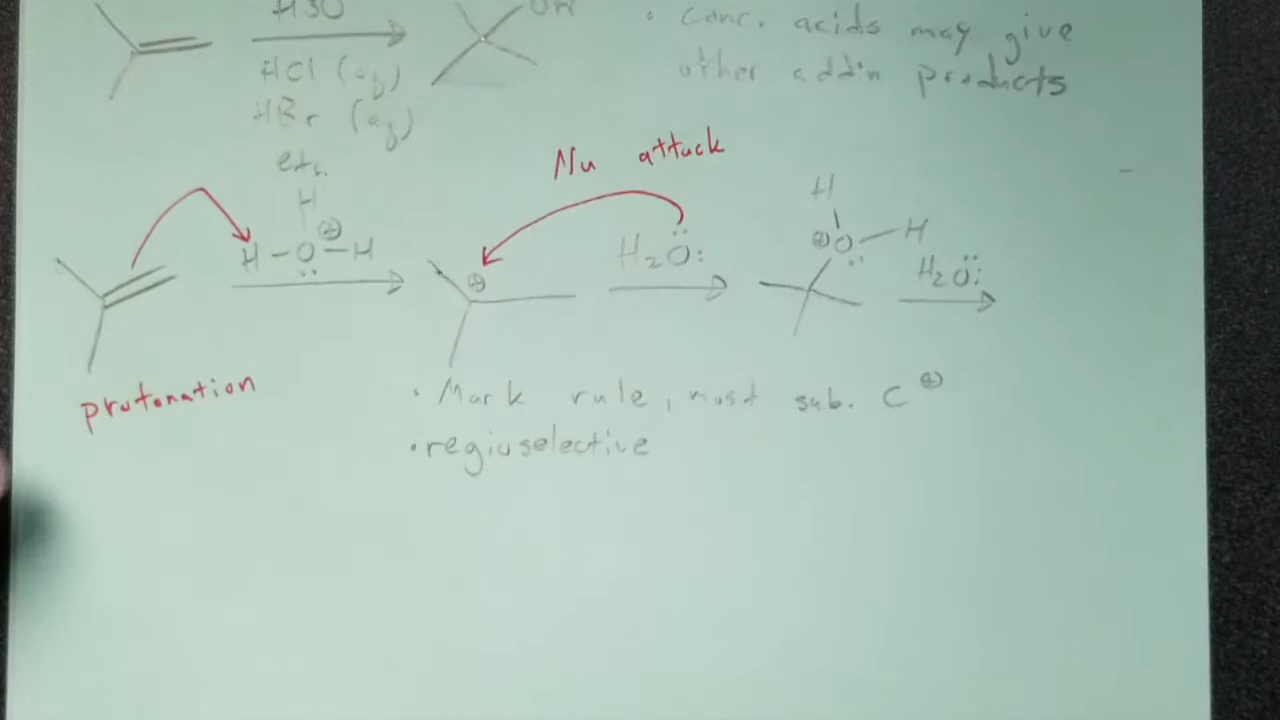 OH
HCl (aq)
HBr (aq)
etc.
• Conc. acids may give
other add'n products
Nu attack
H
H-O-H
⊕
⊕
H₂O:
H
⊕O-H
H₂O:
protonation
• Mark rule, most sub. C⊕
• regioselective